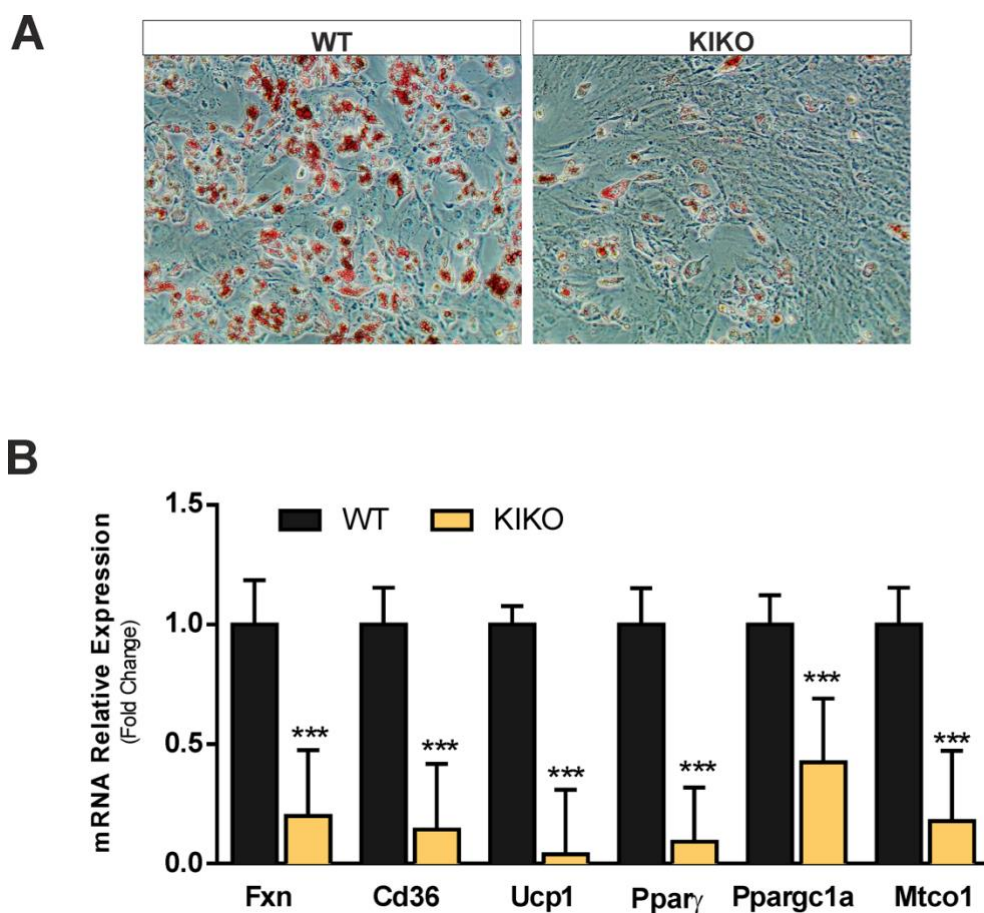 A
WT KIKO
B
WT KIKO
mRNA Relative Expression
(Fold Change)
1.5
1.0
0.5
0.0
*** *** *** *** *** ***
Fxn Cd36 Ucp1 Pparγ Ppargc1a Mtco1